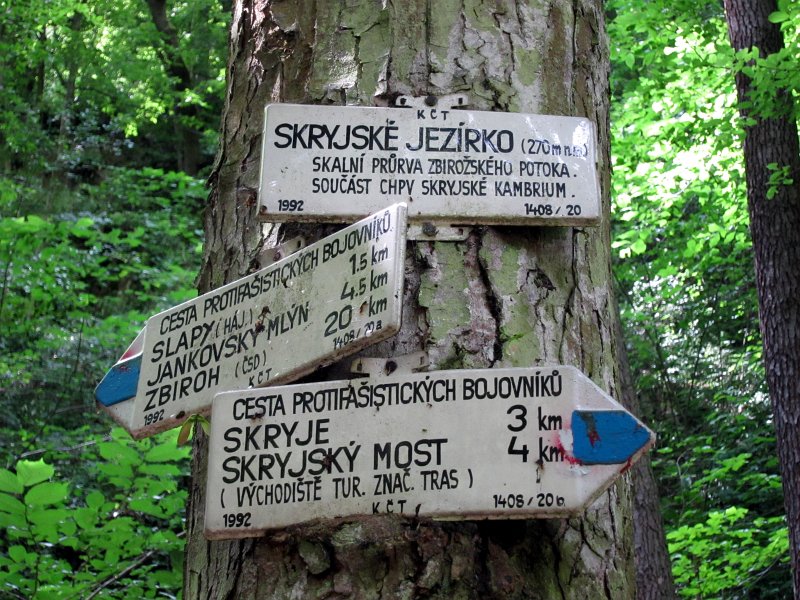 KČT
SKRYJSKÉ JEZÍRKO (270 m n.m)
SKALNÍ PRŮRVA ZBIROŽSKÉHO POTOKA.
SOUČÁST CHPV SKRYJSKÉ KAMBRIUM.
1992 1408/20
CESTA PROTIFAŠISTICKÝCH BOJOVNÍKŮ
SLAPY (HÁJ.) 1.5 km
JANKOVSKÝ MLÝN 4.5 km
ZBIROH (ČSD) 20 km
1992 KČT 1408/20a
CESTA PROTIFAŠISTICKÝCH BOJOVNÍKŮ
SKRYJE 3 km
SKRYJSKÝ MOST 4 km
(VÝCHODIŠTĚ TUR. ZNAČ. TRAS)
1992 KČT 1408/20b